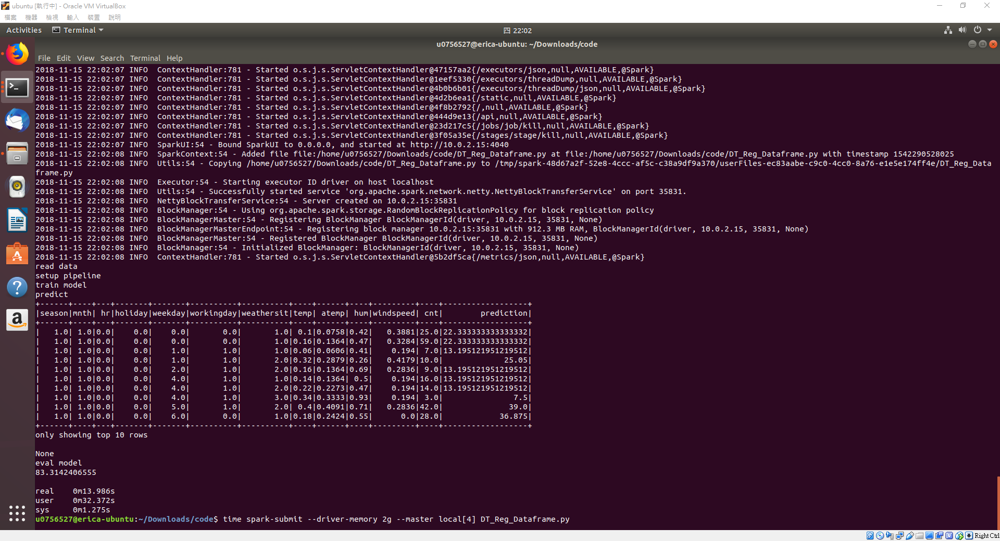 ubuntu [執行中] - Oracle VM VirtualBox
檔案 機器 檢視 輸入 裝置 說明
Activities Terminal 四 22:02
u0756527@erica-ubuntu: ~/Downloads/code
File Edit View Search Terminal Help
2018-11-15 22:02:07 INFO  ContextHandler:781 - Started o.s.j.s.ServletContextHandler@47157aa2{/executors/json,null,AVAILABLE,@Spark}
2018-11-15 22:02:07 INFO  ContextHandler:781 - Started o.s.j.s.ServletContextHandler@1eef5330{/executors/threadDump,null,AVAILABLE,@Spark}
2018-11-15 22:02:07 INFO  ContextHandler:781 - Started o.s.j.s.ServletContextHandler@4b0b6b01{/executors/threadDump/json,null,AVAILABLE,@Spark}
2018-11-15 22:02:07 INFO  ContextHandler:781 - Started o.s.j.s.ServletContextHandler@4d2b6ea1{/static,null,AVAILABLE,@Spark}
2018-11-15 22:02:07 INFO  ContextHandler:781 - Started o.s.j.s.ServletContextHandler@4f8b2792{/,null,AVAILABLE,@Spark}
2018-11-15 22:02:07 INFO  ContextHandler:781 - Started o.s.j.s.ServletContextHandler@444d9e13{/api,null,AVAILABLE,@Spark}
2018-11-15 22:02:07 INFO  ContextHandler:781 - Started o.s.j.s.ServletContextHandler@23d217c5{/jobs/job/kill,null,AVAILABLE,@Spark}
2018-11-15 22:02:07 INFO  ContextHandler:781 - Started o.s.j.s.ServletContextHandler@3f05a35e{/stages/stage/kill,null,AVAILABLE,@Spark}
2018-11-15 22:02:07 INFO  SparkUI:54 - Bound SparkUI to 0.0.0.0, and started at http://10.0.2.15:4040
2018-11-15 22:02:08 INFO  SparkContext:54 - Added file file:/home/u0756527/Downloads/code/DT_Reg_Dataframe.py at file:/home/u0756527/Downloads/code/DT_Reg_Dataframe.py with timestamp 1542290528025
2018-11-15 22:02:08 INFO  Utils:54 - Copying /home/u0756527/Downloads/code/DT_Reg_Dataframe.py to /tmp/spark-48d67a2f-52e8-4ccc-af5c-c38a9df9a370/userFiles-ec83aabe-c9c0-4cc0-8a76-e1e5e174ff4e/DT_Reg_Data
frame.py
2018-11-15 22:02:08 INFO  Executor:54 - Starting executor ID driver on host localhost
2018-11-15 22:02:08 INFO  Utils:54 - Successfully started service 'org.apache.spark.network.netty.NettyBlockTransferService' on port 35831.
2018-11-15 22:02:08 INFO  NettyBlockTransferService:54 - Server created on 10.0.2.15:35831
2018-11-15 22:02:08 INFO  BlockManager:54 - Using org.apache.spark.storage.RandomBlockReplicationPolicy for block replication policy
2018-11-15 22:02:08 INFO  BlockManagerMaster:54 - Registering BlockManager BlockManagerId(driver, 10.0.2.15, 35831, None)
2018-11-15 22:02:08 INFO  BlockManagerMasterEndpoint:54 - Registering block manager 10.0.2.15:35831 with 912.3 MB RAM, BlockManagerId(driver, 10.0.2.15, 35831, None)
2018-11-15 22:02:08 INFO  BlockManagerMaster:54 - Registered BlockManager BlockManagerId(driver, 10.0.2.15, 35831, None)
2018-11-15 22:02:08 INFO  BlockManager:54 - Initialized BlockManager: BlockManagerId(driver, 10.0.2.15, 35831, None)
2018-11-15 22:02:08 INFO  ContextHandler:781 - Started o.s.j.s.ServletContextHandler@5b2df5ca{/metrics/json,null,AVAILABLE,@Spark}
read data
setup pipeline
train model
predict
+------+----+---+-------+-------+----------+----------+----+------+----+---------+----+------------------+
|season|mnth| hr|holiday|weekday|workingday|weathersit|temp| atemp| hum|windspeed| cnt|        prediction|
+------+----+---+-------+-------+----------+----------+----+------+----+---------+----+------------------+
|   1.0| 1.0|0.0|    0.0|    0.0|       0.0|       1.0| 0.1|0.0758|0.42|   0.3881|25.0|22.333333333333332|
|   1.0| 1.0|0.0|    0.0|    0.0|       0.0|       1.0|0.16|0.1364|0.47|   0.3284|59.0|22.333333333333332|
|   1.0| 1.0|0.0|    0.0|    1.0|       1.0|       1.0|0.06|0.0606|0.41|    0.194| 7.0|13.195121951219512|
|   1.0| 1.0|0.0|    0.0|    1.0|       1.0|       2.0|0.32|0.2879|0.26|   0.4179|10.0|             25.05|
|   1.0| 1.0|0.0|    0.0|    2.0|       1.0|       2.0|0.16|0.1364|0.69|   0.2836| 9.0|13.195121951219512|
|   1.0| 1.0|0.0|    0.0|    4.0|       1.0|       1.0|0.14|0.1364| 0.5|    0.194|16.0|13.195121951219512|
|   1.0| 1.0|0.0|    0.0|    4.0|       1.0|       2.0|0.22|0.2273|0.47|    0.194|14.0|13.195121951219512|
|   1.0| 1.0|0.0|    0.0|    4.0|       1.0|       3.0|0.34|0.3333|0.93|    0.194| 3.0|               7.5|
|   1.0| 1.0|0.0|    0.0|    5.0|       1.0|       2.0| 0.4|0.4091|0.71|   0.2836|42.0|              39.0|
|   1.0| 1.0|0.0|    0.0|    6.0|       0.0|       1.0|0.18|0.2424|0.55|      0.0|28.0|            36.875|
+------+----+---+-------+-------+----------+----------+----+------+----+---------+----+------------------+
only showing top 10 rows
None
eval model
83.3142406555
real    0m13.986s
user    0m32.372s
sys     0m1.275s
u0756527@erica-ubuntu:~/Downloads/code$ time spark-submit --driver-memory 2g --master local[4] DT_Reg_Dataframe.py
Right Ctrl